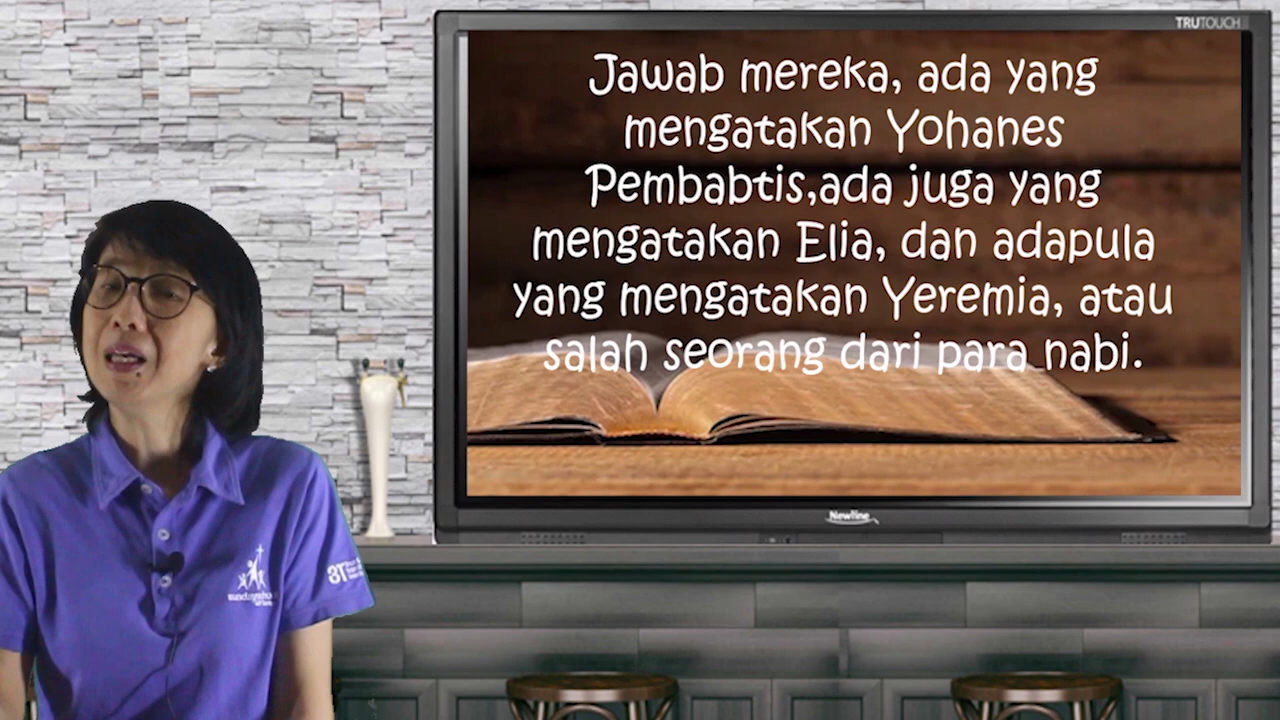 TRUTOUCH
Jawab mereka, ada yang
mengatakan Yohanes
Pembabtis,ada juga yang
mengatakan Elia, dan adapula
yang mengatakan Yeremia, atau
salah seorang dari para nabi.
Newline